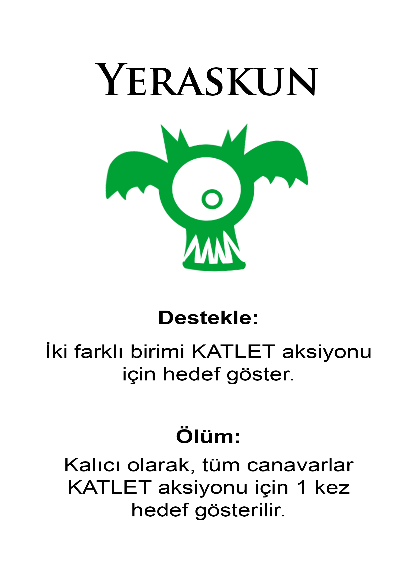 YERASKUN
Destekle:
İki farklı birimi KATLET aksiyonu
için hedef göster.
Ölüm:
Kalıcı olarak, tüm canavarlar
KATLET aksiyonu için 1 kez
hedef gösterilir.